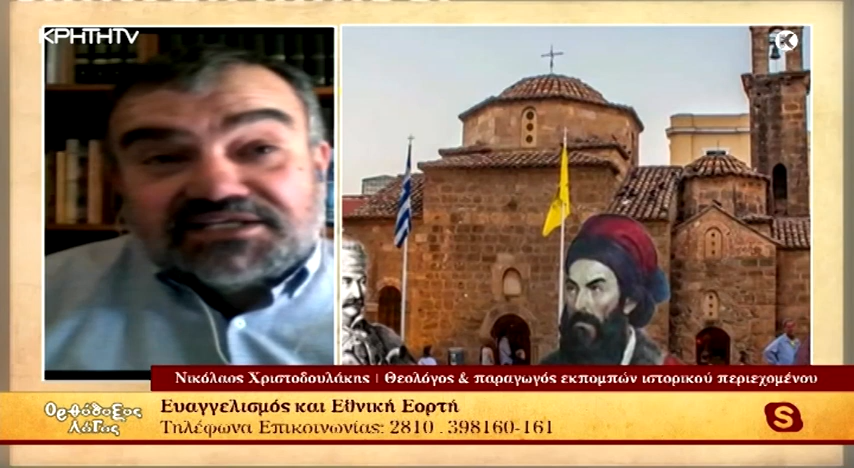 ΚΡΗΤΗTV
K
Νικόλαος Χριστοδουλάκης | Θεολόγος & παραγωγός εκπομπών ιστορικού περιεχομένου
Ορθόδοξος
Λόγος
Ευαγγελισμός και Εθνική Εορτή
Τηλέφωνα Επικοινωνίας: 2810 . 398160-161
S